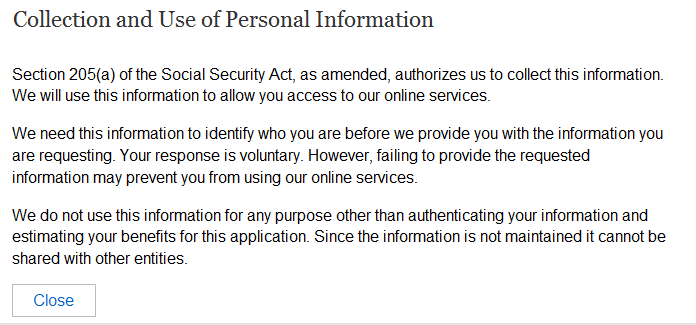 Collection and Use of Personal Information
Section 205(a) of the Social Security Act, as amended, authorizes us to collect this information.
We will use this information to allow you access to our online services.
We need this information to identify who you are before we provide you with the information you
are requesting. Your response is voluntary. However, failing to provide the requested
information may prevent you from using our online services.
We do not use this information for any purpose other than authenticating your information and
estimating your benefits for this application. Since the information is not maintained it cannot be
shared with other entities.
Close